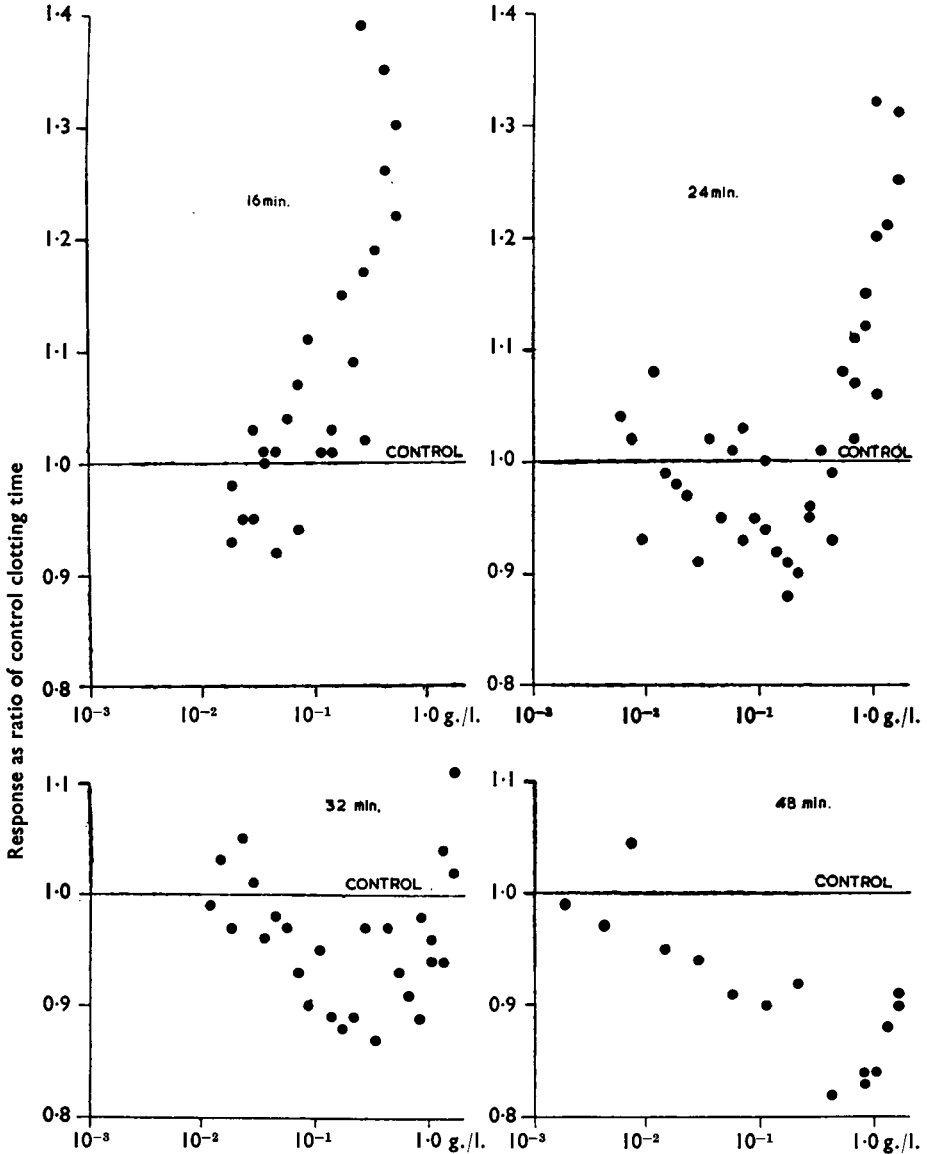 Response as ratio of control clotting time
1·4
1·3
1·2
1·1
1·0
0·9
0·8
16min.
CONTROL
10⁻³ 10⁻² 10⁻¹ 1·0 g./l.
1·4
1·3
1·2
1·1
1·0
0·9
0·8
24min.
CONTROL
10⁻³ 10⁻² 10⁻¹ 1·0 g./l.
1·1
1·0
0·9
0·8
32 min.
CONTROL
10⁻³ 10⁻² 10⁻¹ 1·0 g./l.
1·1
1·0
0·9
0·8
48 min.
CONTROL
10⁻³ 10⁻² 10⁻¹ 1·0 g./l.